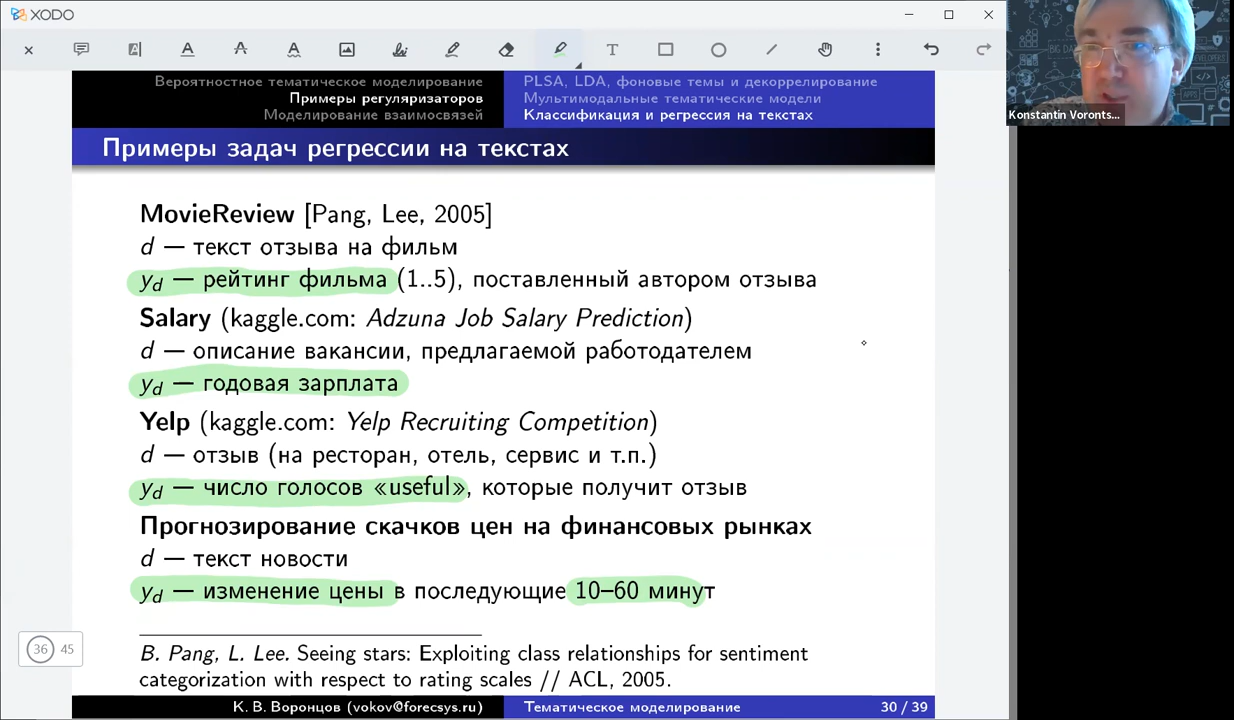 XODO
Вероятностное тематическое моделирование
Примеры регуляризаторов
Моделирование взаимосвязей
PLSA, LDA, фоновые темы и декоррелирование
Мультимодальные тематические модели
Классификация и регрессия на текстах
Konstantin Voronts...
Примеры задач регрессии на текстах
MovieReview [Pang, Lee, 2005]
d — текст отзыва на фильм
y_d — рейтинг фильма (1..5), поставленный автором отзыва
Salary (kaggle.com: Adzuna Job Salary Prediction)
d — описание вакансии, предлагаемой работодателем
y_d — годовая зарплата
Yelp (kaggle.com: Yelp Recruiting Competition)
d — отзыв (на ресторан, отель, сервис и т.п.)
y_d — число голосов «useful», которые получит отзыв
Прогнозирование скачков цен на финансовых рынках
d — текст новости
y_d — изменение цены в последующие 10–60 минут
B. Pang, L. Lee. Seeing stars: Exploiting class relationships for sentiment
categorization with respect to rating scales // ACL, 2005.
36 45
К. В. Воронцов (vokov@forecsys.ru) Тематическое моделирование 30 / 39